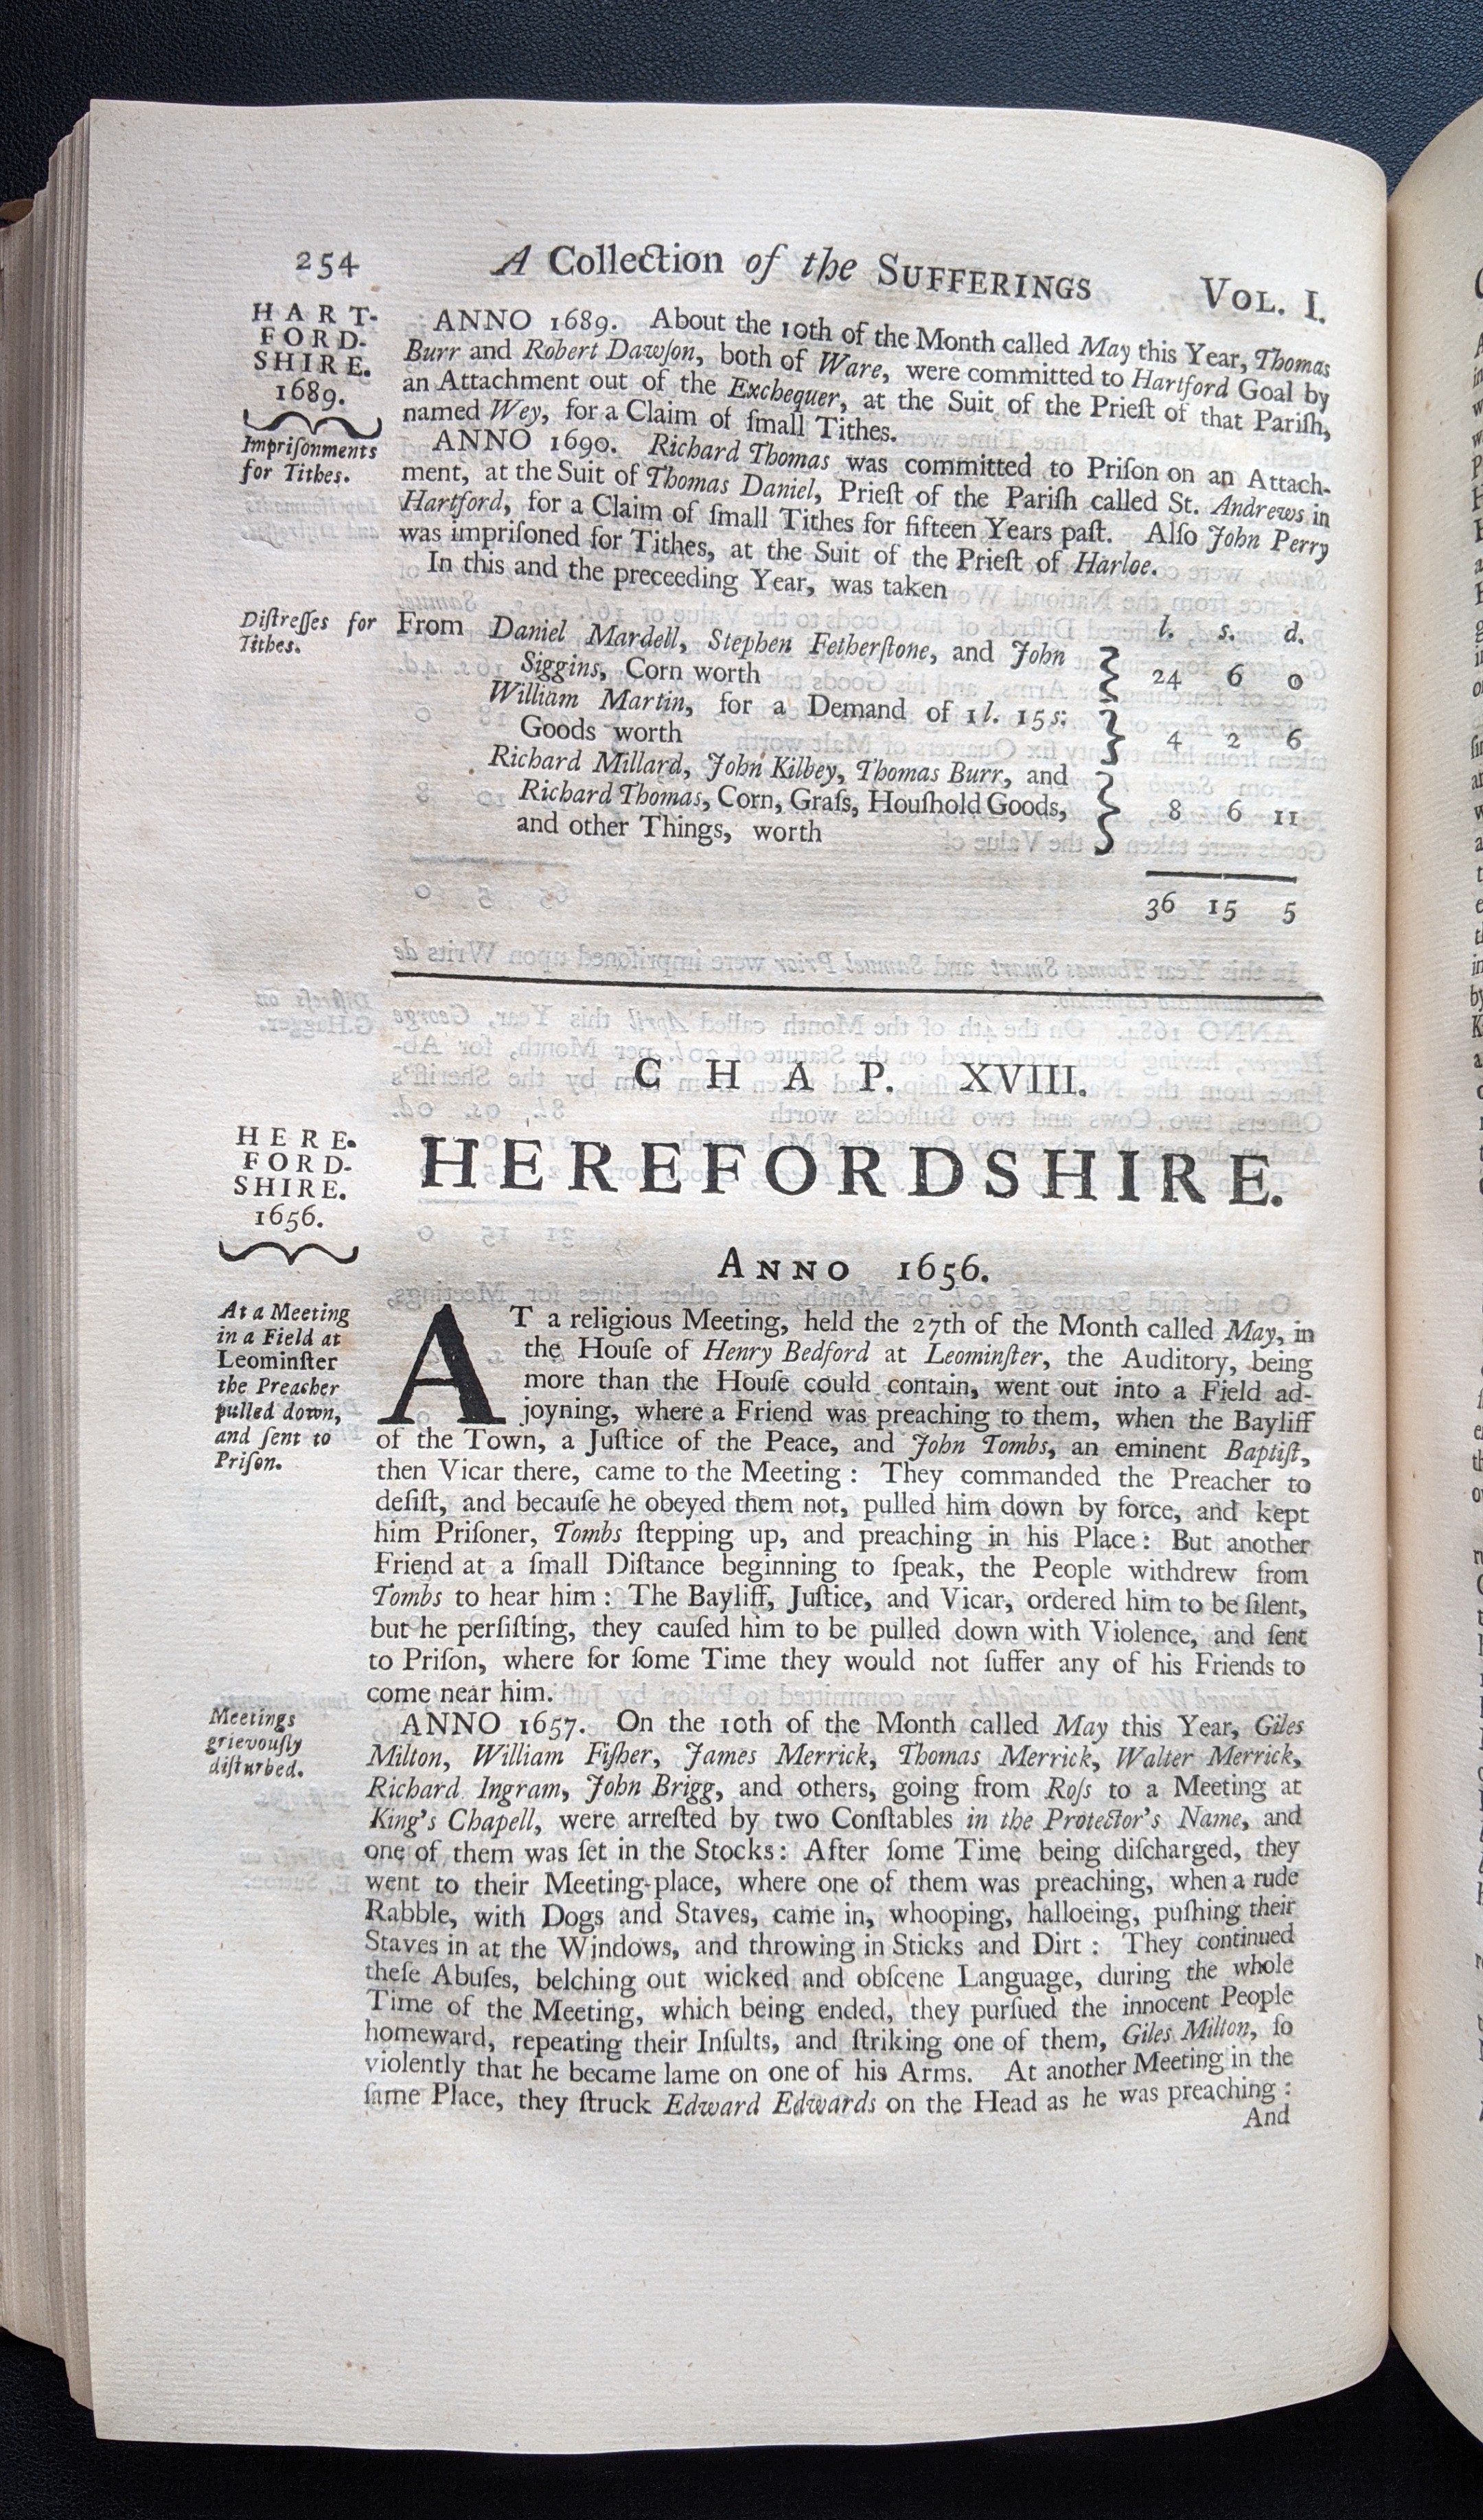 254 A Collection of the SUFFERINGS VOL. I.
HART-
FORD-
SHIRE.
1689.
Impriſonments
for Tithes.
ANNO 1689. About the 10th of the Month called May this Year, Thomas
Burr and Robert Dawſon, both of Ware, were committed to Hartford Goal by
an Attachment out of the Exchequer, at the Suit of the Prieſt of that Pariſh,
named Wey, for a Claim of ſmall Tithes.
ANNO 1690. Richard Thomas was committed to Priſon on an Attach-
ment, at the Suit of Thomas Daniel, Prieſt of the Pariſh called St. Andrews in
Hartford, for a Claim of ſmall Tithes for fifteen Years paſt. Alſo John Perry
was impriſoned for Tithes, at the Suit of the Prieſt of Harloe.
In this and the preceeding Year, was taken
Diſtreſſes for
Tithes.
l. s. d.
From Daniel Mardell, Stephen Fetherſtone, and John
Siggins, Corn worth 24 6 0
William Martin, for a Demand of 1 l. 15 s:
Goods worth 4 2 6
Richard Millard, John Kilbey, Thomas Burr, and
Richard Thomas, Corn, Graſs, Houſhold Goods, 8 6 11
and other Things, worth
36 15 5
CHAP. XVIII.
HERE-
FORD-
SHIRE.
1656.
HEREFORDSHIRE.
ANNO 1656.
At a Meeting
in a Field at
Leominſter
the Preacher
pulled down,
and ſent to
Priſon.
AT a religious Meeting, held the 27th of the Month called May, in
the Houſe of Henry Bedford at Leominſter, the Auditory, being
more than the Houſe could contain, went out into a Field ad-
joyning, where a Friend was preaching to them, when the Bayliff
of the Town, a Juſtice of the Peace, and John Tombs, an eminent Baptiſt,
then Vicar there, came to the Meeting : They commanded the Preacher to
deſiſt, and becauſe he obeyed them not, pulled him down by force, and kept
him Priſoner, Tombs ſtepping up, and preaching in his Place : But another
Friend at a ſmall Diſtance beginning to ſpeak, the People withdrew from
Tombs to hear him : The Bayliff, Juſtice, and Vicar, ordered him to be ſilent,
but he perſiſting, they cauſed him to be pulled down with Violence, and ſent
to Priſon, where for ſome Time they would not ſuffer any of his Friends to
come near him.
Meetings
grievouſly
diſturbed.
ANNO 1657. On the 10th of the Month called May this Year, Giles
Milton, William Fiſher, James Merrick, Thomas Merrick, Walter Merrick,
Richard Ingram, John Brigg, and others, going from Roſs to a Meeting at
King's Chapell, were arreſted by two Conſtables in the Protector's Name, and
one of them was ſet in the Stocks : After ſome Time being diſcharged, they
went to their Meeting-place, where one of them was preaching, when a rude
Rabble, with Dogs and Staves, came in, whooping, halloeing, puſhing their
Staves in at the Windows, and throwing in Sticks and Dirt : They continued
theſe Abuſes, belching out wicked and obſcene Language, during the whole
Time of the Meeting, which being ended, they purſued the innocent People
homeward, repeating their Inſults, and ſtriking one of them, Giles Milton, ſo
violently that he became lame on one of his Arms. At another Meeting in the
ſame Place, they ſtruck Edward Edwards on the Head as he was preaching :
And